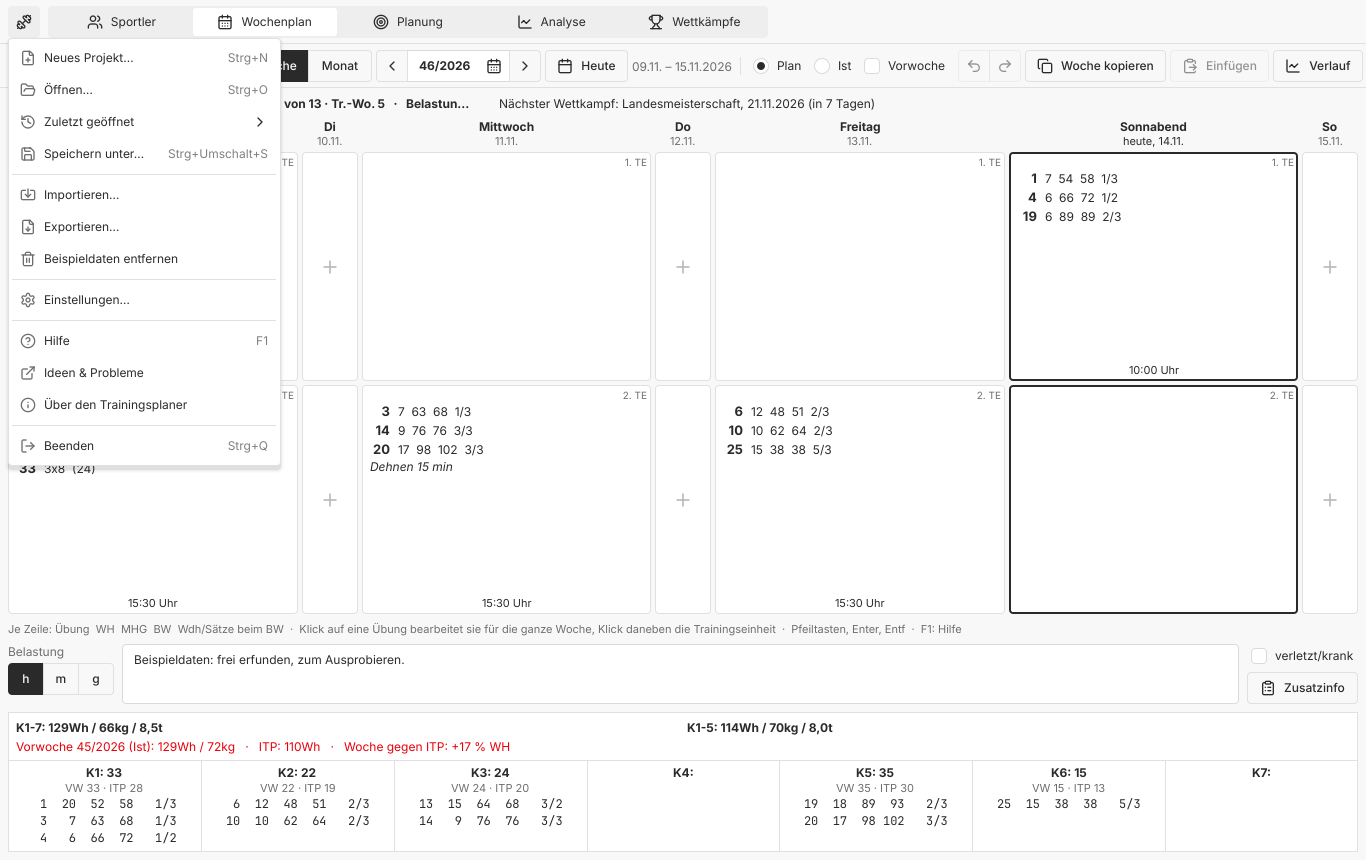 Sportler
Wochenplan
Planung
Analyse
Wettkämpfe
Neues Projekt... Strg+N
Öffnen... Strg+O
Zuletzt geöffnet
Speichern unter... Strg+Umschalt+S
Importieren...
Exportieren...
Beispieldaten entfernen
Einstellungen...
Hilfe F1
Ideen & Probleme
Über den Trainingsplaner
Beenden Strg+Q
Monat
46/2026
Heute
09.11. – 15.11.2026
Plan
Ist
Vorwoche
Woche kopieren
Einfügen
Verlauf
von 13 · Tr.-Wo. 5 · Belastun...
Nächster Wettkampf: Landesmeisterschaft, 21.11.2026 (in 7 Tagen)
Di
10.11.
Mittwoch
11.11.
Do
12.11.
Freitag
13.11.
Sonnabend
heute, 14.11.
So
15.11.
TE
1. TE
1. TE
1. TE
1 7 54 58 1/3
4 6 66 72 1/2
19 6 89 89 2/3
10:00 Uhr
TE
33 3x8 (24)
15:30 Uhr
2. TE
3 7 63 68 1/3
14 9 76 76 3/3
20 17 98 102 3/3
Dehnen 15 min
15:30 Uhr
2. TE
6 12 48 51 2/3
10 10 62 64 2/3
25 15 38 38 5/3
15:30 Uhr
2. TE
Je Zeile: Übung WH MHG BW Wdh/Sätze beim BW · Klick auf eine Übung bearbeitet sie für die ganze Woche, Klick daneben die Trainingseinheit · Pfeiltasten, Enter, Entf · F1: Hilfe
Belastung
h m g
Beispieldaten: frei erfunden, zum Ausprobieren.
verletzt/krank
Zusatzinfo
K1-7: 129Wh / 66kg / 8,5t
K1-5: 114Wh / 70kg / 8,0t
Vorwoche 45/2026 (Ist): 129Wh / 72kg · ITP: 110Wh · Woche gegen ITP: +17 % WH
K1: 33
VW 33 · ITP 28
1 20 52 58 1/3
3 7 63 68 1/3
4 6 66 72 1/2
K2: 22
VW 22 · ITP 19
6 12 48 51 2/3
10 10 62 64 2/3
K3: 24
VW 24 · ITP 20
13 15 64 68 3/2
14 9 76 76 3/3
K4:
K5: 35
VW 35 · ITP 30
19 18 89 93 2/3
20 17 98 102 3/3
K6: 15
VW 15 · ITP 13
25 15 38 38 5/3
K7: